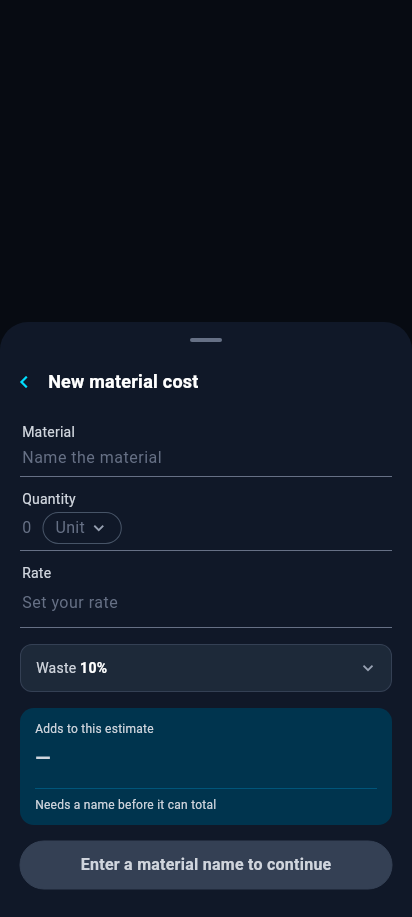 New material cost
Material
Name the material
Quantity
0 Unit
Rate
Set your rate
Waste 10%
Adds to this estimate
—
Needs a name before it can total
Enter a material name to continue